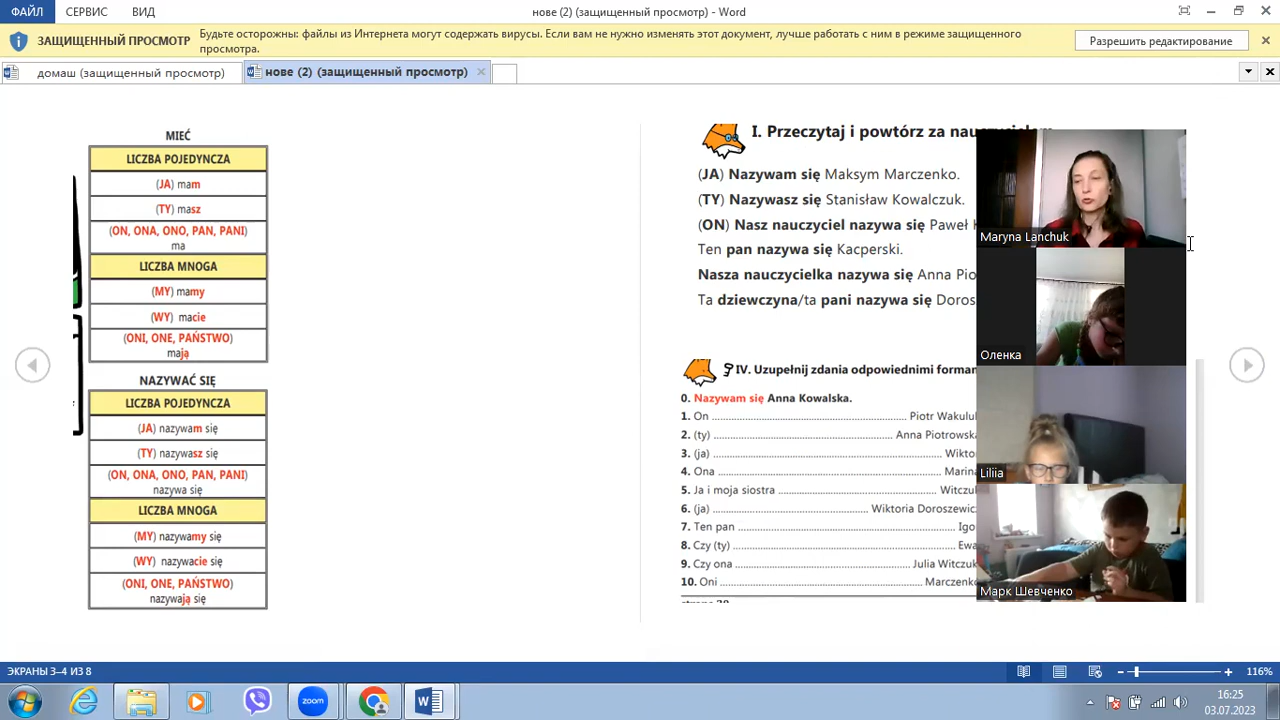 ФАЙЛ СЕРВИС ВИД
нове (2) (защищенный просмотр) - Word
ЗАЩИЩЕННЫЙ ПРОСМОТР
Будьте осторожны: файлы из Интернета могут содержать вирусы. Если вам не нужно изменять этот документ, лучше работать с ним в режиме защищенного
просмотра.
Разрешить редактирование
домаш (защищенный просмотр)
нове (2) (защищенный просмотр)
MIEĆ
LICZBA POJEDYNCZA
(JA) mam
(TY) masz
(ON, ONA, ONO, PAN, PANI)
ma
LICZBA MNOGA
(MY) mamy
(WY) macie
(ONI, ONE, PAŃSTWO)
mają
NAZYWAĆ SIĘ
LICZBA POJEDYNCZA
(JA) nazywam się
(TY) nazywasz się
(ON, ONA, ONO, PAN, PANI)
nazywa się
LICZBA MNOGA
(MY) nazywamy się
(WY) nazywacie się
(ONI, ONE, PAŃSTWO)
nazywają się
I. Przeczytaj i powtórz za nauczycielem
(JA) Nazywam się Maksym Marczenko.
(TY) Nazywasz się Stanisław Kowalczuk.
(ON) Nasz nauczyciel nazywa się Paweł K
Ten pan nazywa się Kacperski.
Nasza nauczycielka nazywa się Anna Pio
Ta dziewczyna/ta pani nazywa się Doros
IV. Uzupełnij zdania odpowiednimi forman
0. Nazywam się Anna Kowalska.
1. On ........................................ Piotr Wakuluk
2. (ty) ........................................ Anna Piotrowska
3. (ja) ........................................ Wikto
4. Ona ........................................ Marina
5. Ja i moja siostra ........................................ Witczuk
6. (ja) ........................................ Wiktoria Doroszewicz
7. Ten pan ........................................ Igo
8. Czy (ty) ........................................ Ewa
9. Czy ona ........................................ Julia Witczuk
10. Oni ........................................ Marczenko
Maryna Lanchuk
Оленка
Liliia
Марк Шевченко
ЭКРАНЫ 3–4 ИЗ 8
116%
zoom
16:25
03.07.2023